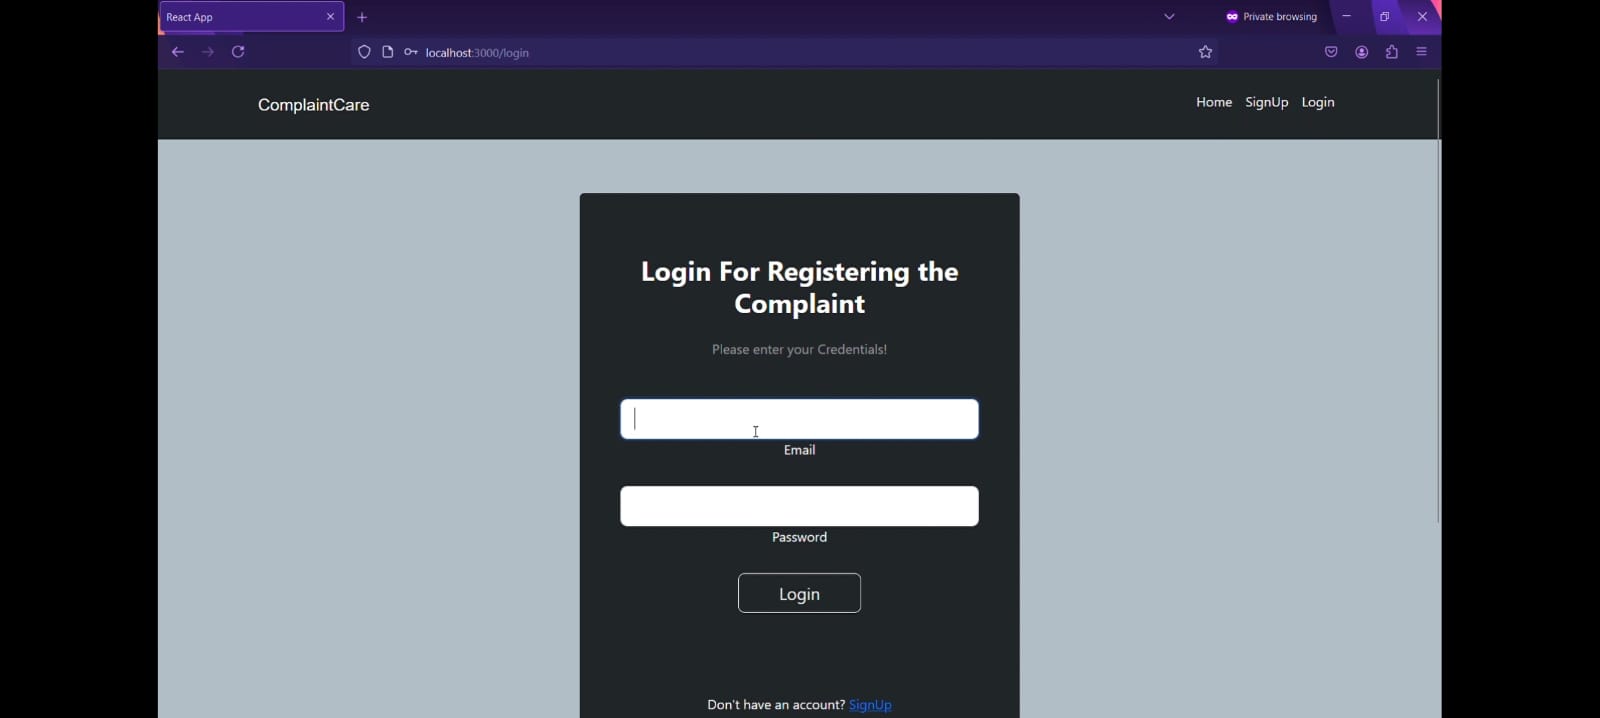 React App
Private browsing
localhost:3000/login
ComplaintCare
Home SignUp Login
Login For Registering the
Complaint
Please enter your Credentials!
Email
Password
Login
Don't have an account? SignUp